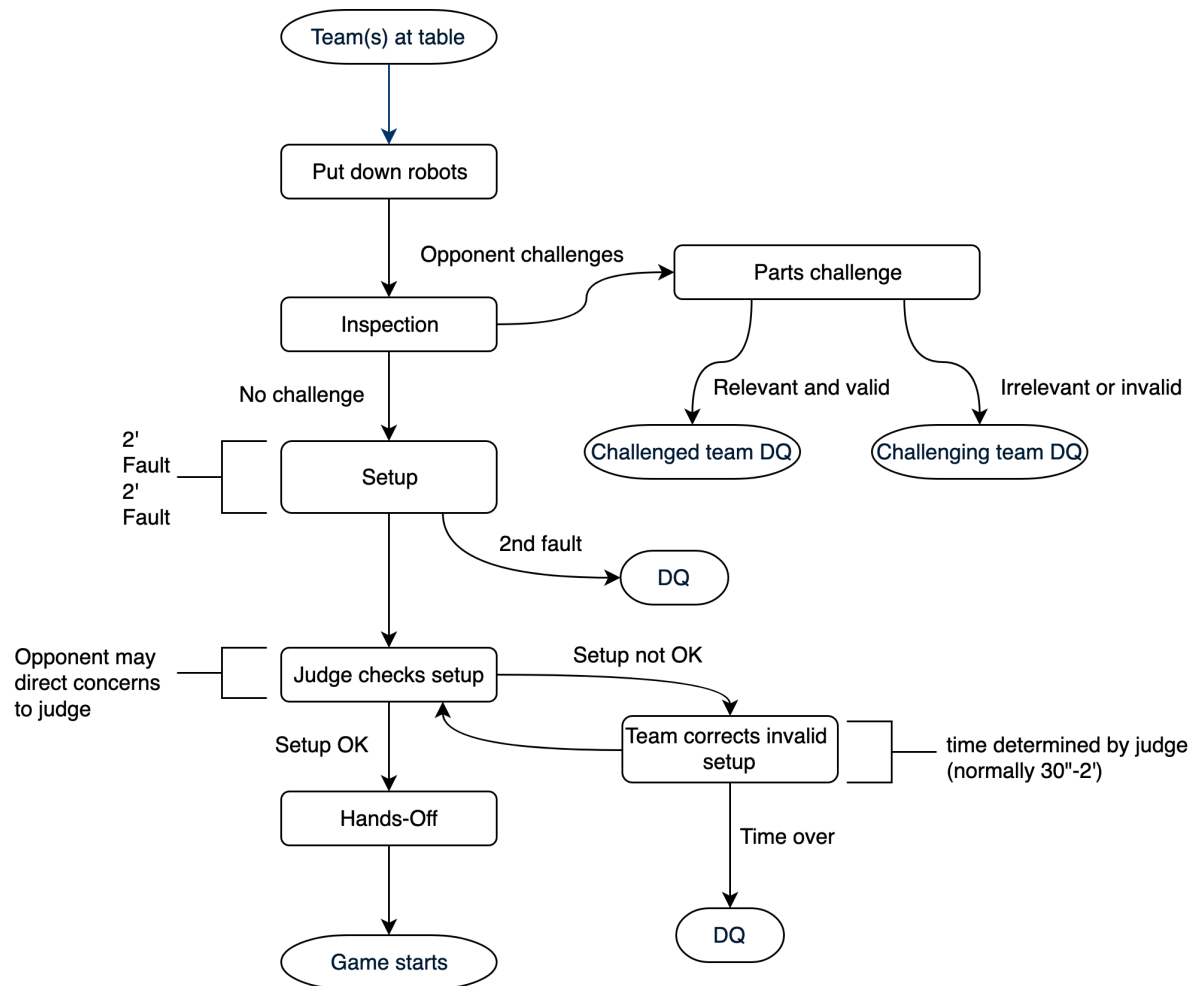 Team(s) at table
Put down robots
Opponent challenges
Parts challenge
Inspection
No challenge
Relevant and valid
Irrelevant or invalid
2'
Fault
2'
Fault
Setup
Challenged team DQ
Challenging team DQ
2nd fault
DQ
Opponent may
direct concerns
to judge
Judge checks setup
Setup not OK
Setup OK
Team corrects invalid
setup
time determined by judge
(normally 30"-2')
Hands-Off
Time over
DQ
Game starts